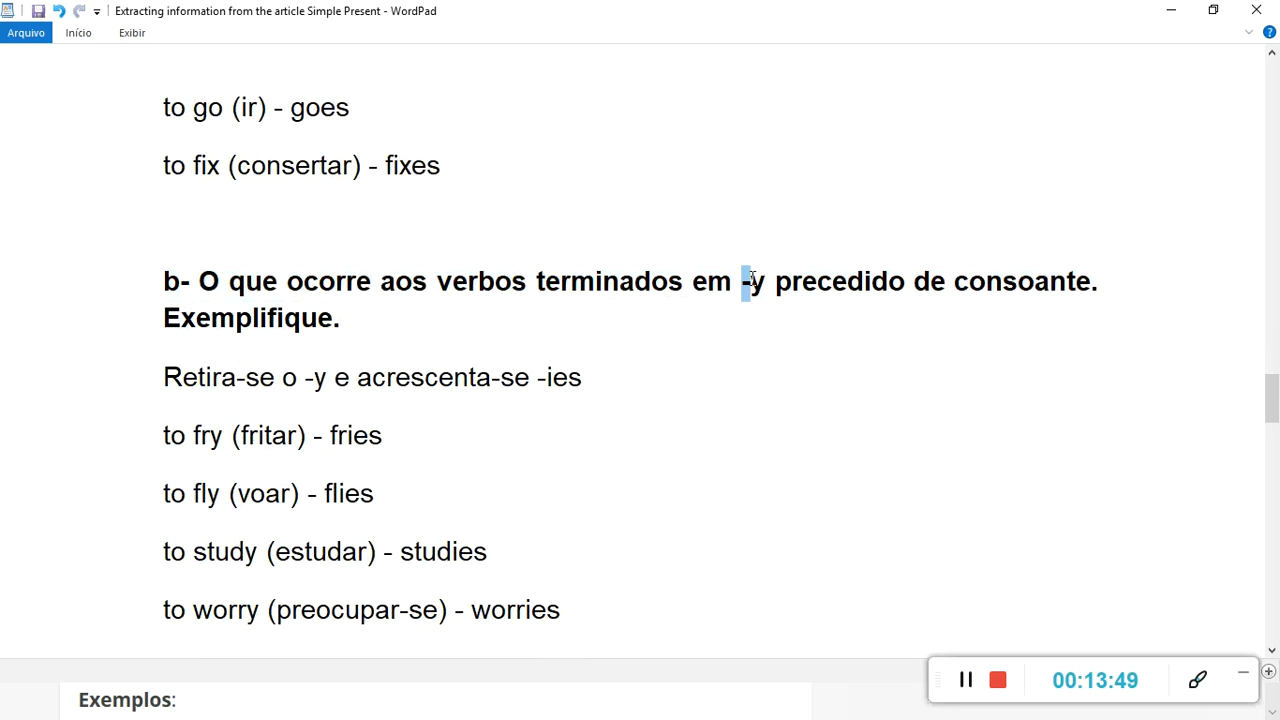 Extracting information from the article Simple Present - WordPad
Arquivo Início Exibir
to go (ir) - goes
to fix (consertar) - fixes
b- O que ocorre aos verbos terminados em -y precedido de consoante.
Exemplifique.
Retira-se o -y e acrescenta-se -ies
to fry (fritar) - fries
to fly (voar) - flies
to study (estudar) - studies
to worry (preocupar-se) - worries
00:13:49
Exemplos: